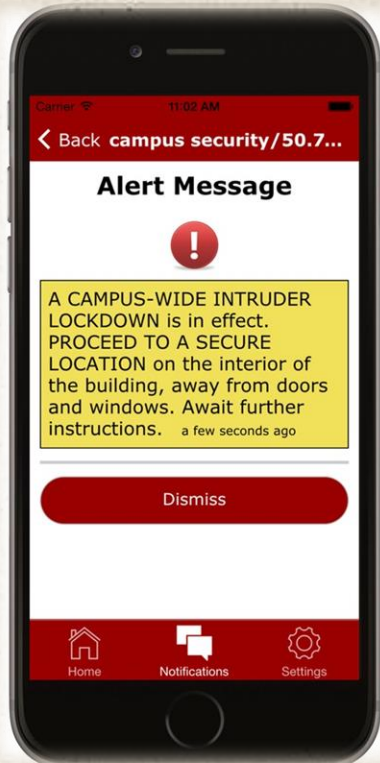 Carrier 11:02 AM
Back campus security/50.7...
Alert Message
!
A CAMPUS-WIDE INTRUDER
LOCKDOWN is in effect.
PROCEED TO A SECURE
LOCATION on the interior of
the building, away from doors
and windows. Await further
instructions. a few seconds ago
Dismiss
Home Notifications Settings